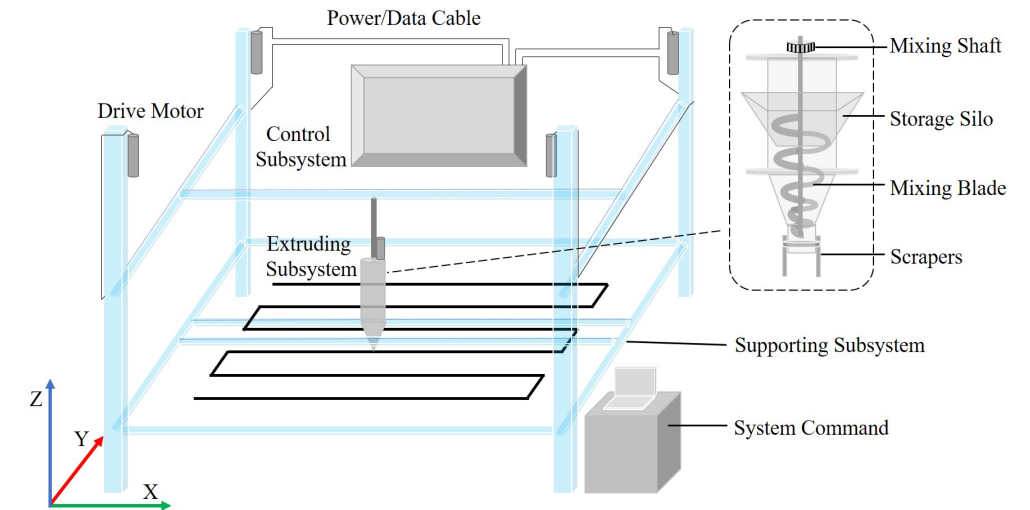 Power/Data Cable
Mixing Shaft
Drive Motor
Storage Silo
Control
Subsystem
Mixing Blade
Extruding
Subsystem
Scrapers
Supporting Subsystem
Z
System Command
Y
X